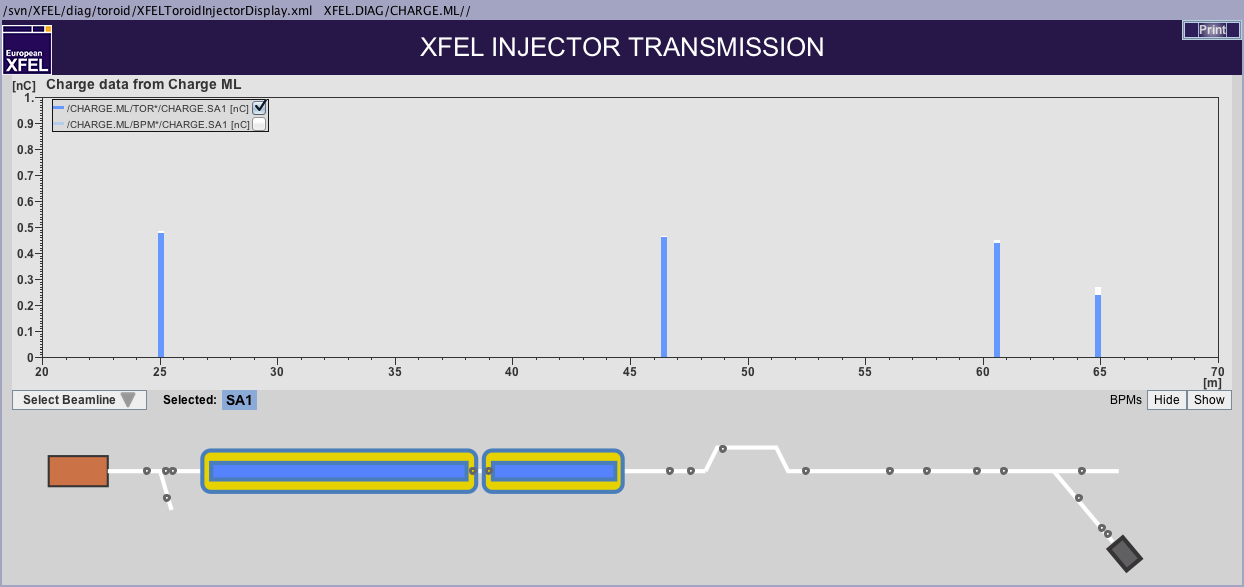 /svn/XFEL/diag/toroid/XFELToroidInjectorDisplay.xml XFEL.DIAG/CHARGE.ML//
European
XFEL
XFEL INJECTOR TRANSMISSION
Print
[nC] Charge data from Charge ML
1.
/CHARGE.ML/TOR*/CHARGE.SA1 [nC]
/CHARGE.ML/BPM*/CHARGE.SA1 [nC]
0.9
0.8
0.7
0.6
0.5
0.4
0.3
0.2
0.1
0
20 25 30 35 40 45 50 55 60 65 70
[m]
Select Beamline Selected: SA1 BPMs Hide Show